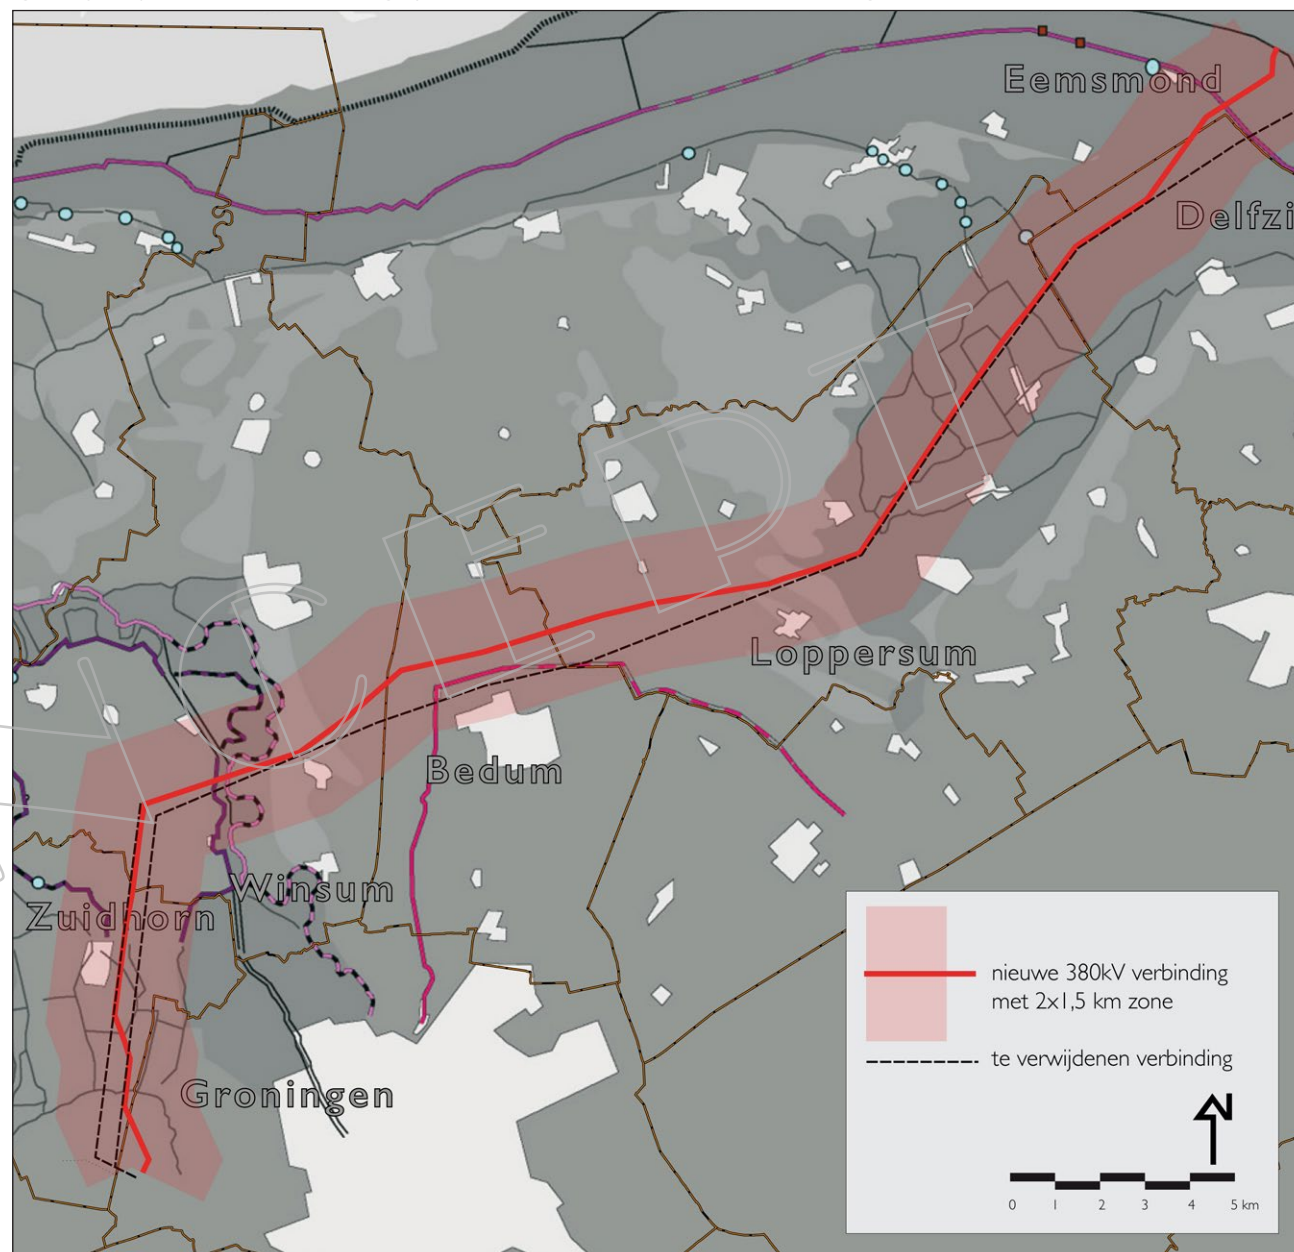 Eemsmond
Delfzi
Loppersum
Bedum
Winsum
Zuidhorn
Groningen
nieuwe 380kV verbinding
met 2x1,5 km zone
te verwijdenen verbinding
N
0 1 2 3 4 5 km